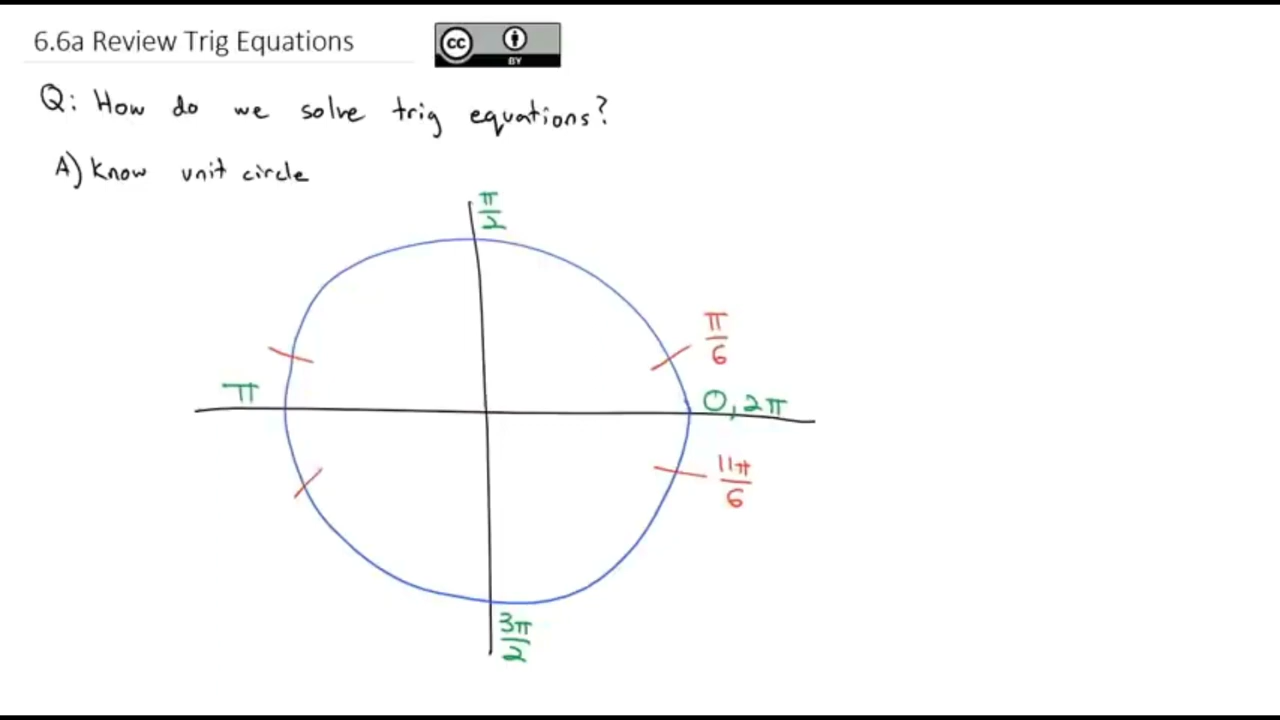 6.6a Review Trig Equations
cc BY
Q: How do we solve trig equations?
A) Know unit circle
π/2
π/6
π
0, 2π
11π/6
3π/2